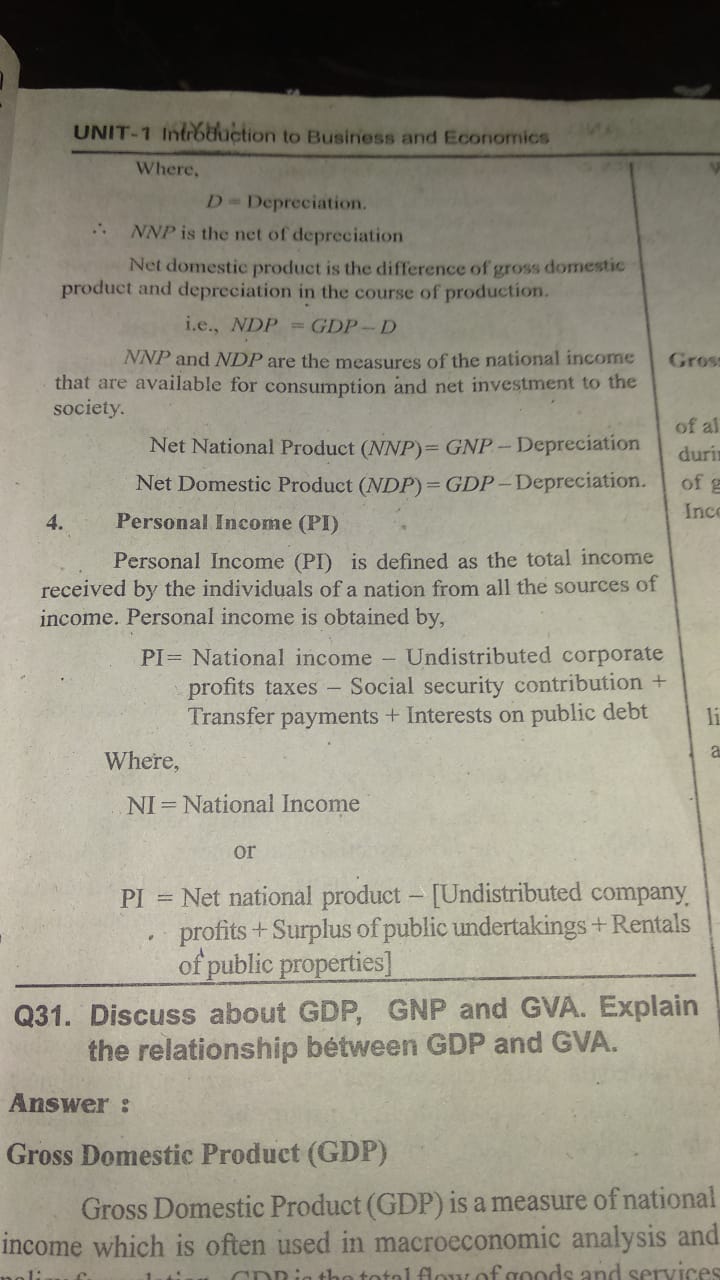 UNIT-1 Introduction to Business and Economics
Where,
D = Depreciation.
∴ NNP is the net of depreciation
Net domestic product is the difference of gross domestic
product and depreciation in the course of production.
i.e., NDP = GDP – D
NNP and NDP are the measures of the national income
that are available for consumption and net investment to the
society.
Net National Product (NNP) = GNP – Depreciation
Net Domestic Product (NDP) = GDP – Depreciation.
4. Personal Income (PI)
Personal Income (PI) is defined as the total income
received by the individuals of a nation from all the sources of
income. Personal income is obtained by,
PI = National income – Undistributed corporate
profits taxes – Social security contribution +
Transfer payments + Interests on public debt
Where,
NI = National Income
or
PI = Net national product – [Undistributed company
profits + Surplus of public undertakings + Rentals
of public properties]
Q31. Discuss about GDP, GNP and GVA. Explain
the relationship between GDP and GVA.
Answer :
Gross Domestic Product (GDP)
Gross Domestic Product (GDP) is a measure of national
income which is often used in macroeconomic analysis and
GDP is the total flow of goods and services
of al
of g